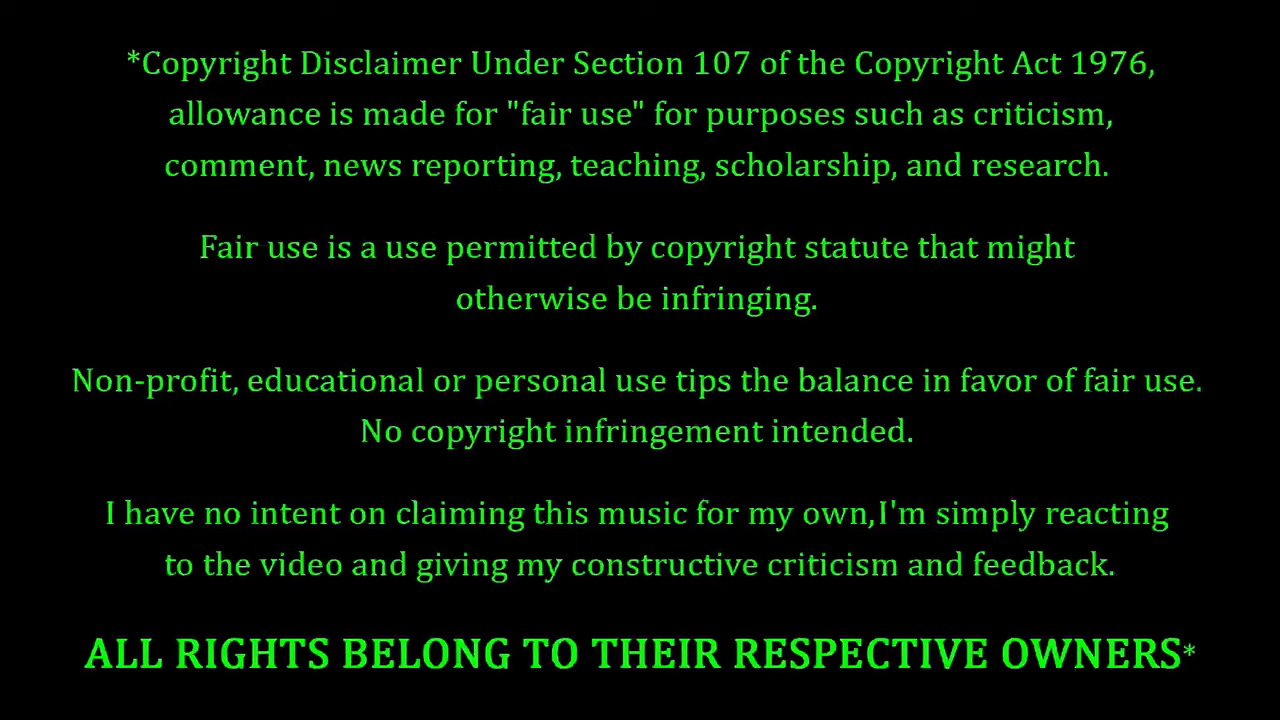 *Copyright Disclaimer Under Section 107 of the Copyright Act 1976,
allowance is made for "fair use" for purposes such as criticism,
comment, news reporting, teaching, scholarship, and research.
Fair use is a use permitted by copyright statute that might
otherwise be infringing.
Non-profit, educational or personal use tips the balance in favor of fair use.
No copyright infringement intended.
I have no intent on claiming this music for my own,I'm simply reacting
to the video and giving my constructive criticism and feedback.
ALL RIGHTS BELONG TO THEIR RESPECTIVE OWNERS*